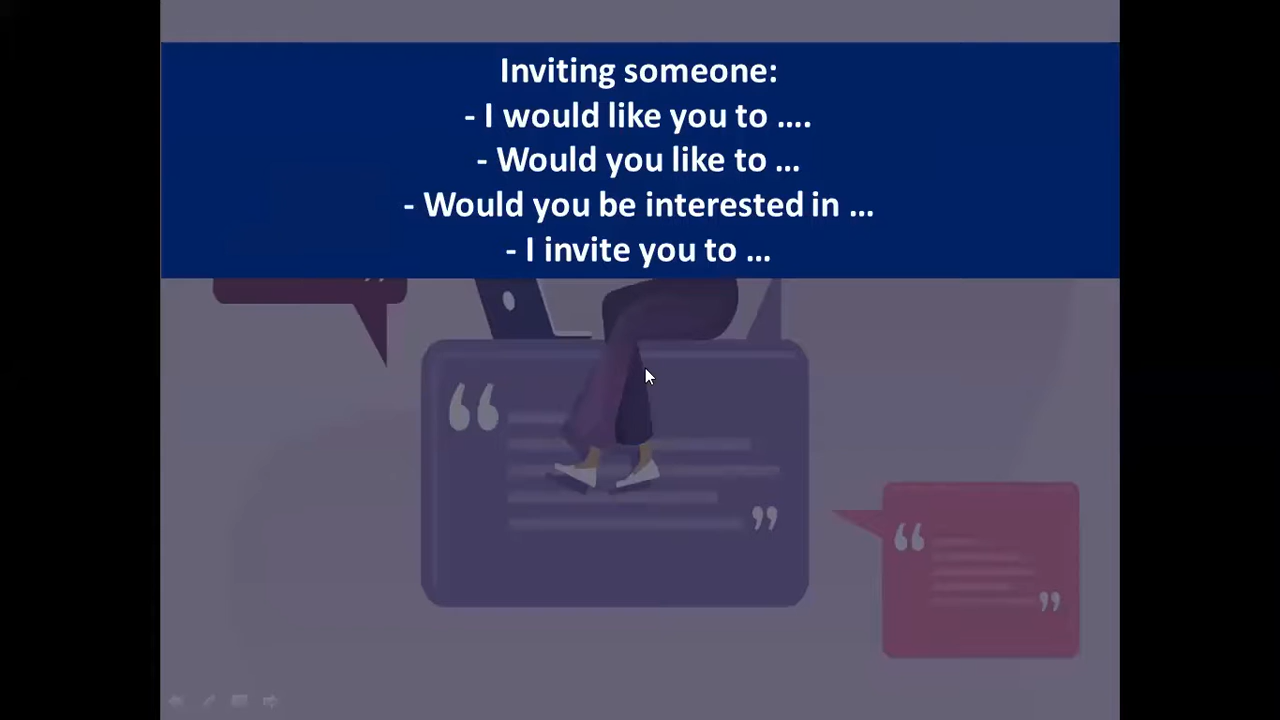 Inviting someone:
- I would like you to ....
- Would you like to ...
- Would you be interested in ...
- I invite you to ...